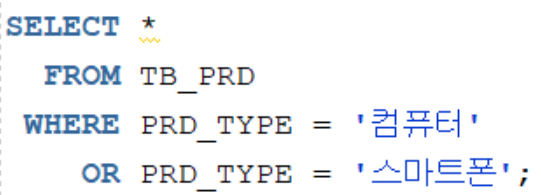 SELECT *
FROM TB_PRD
WHERE PRD_TYPE = '컴퓨터'
OR PRD_TYPE = '스마트폰';